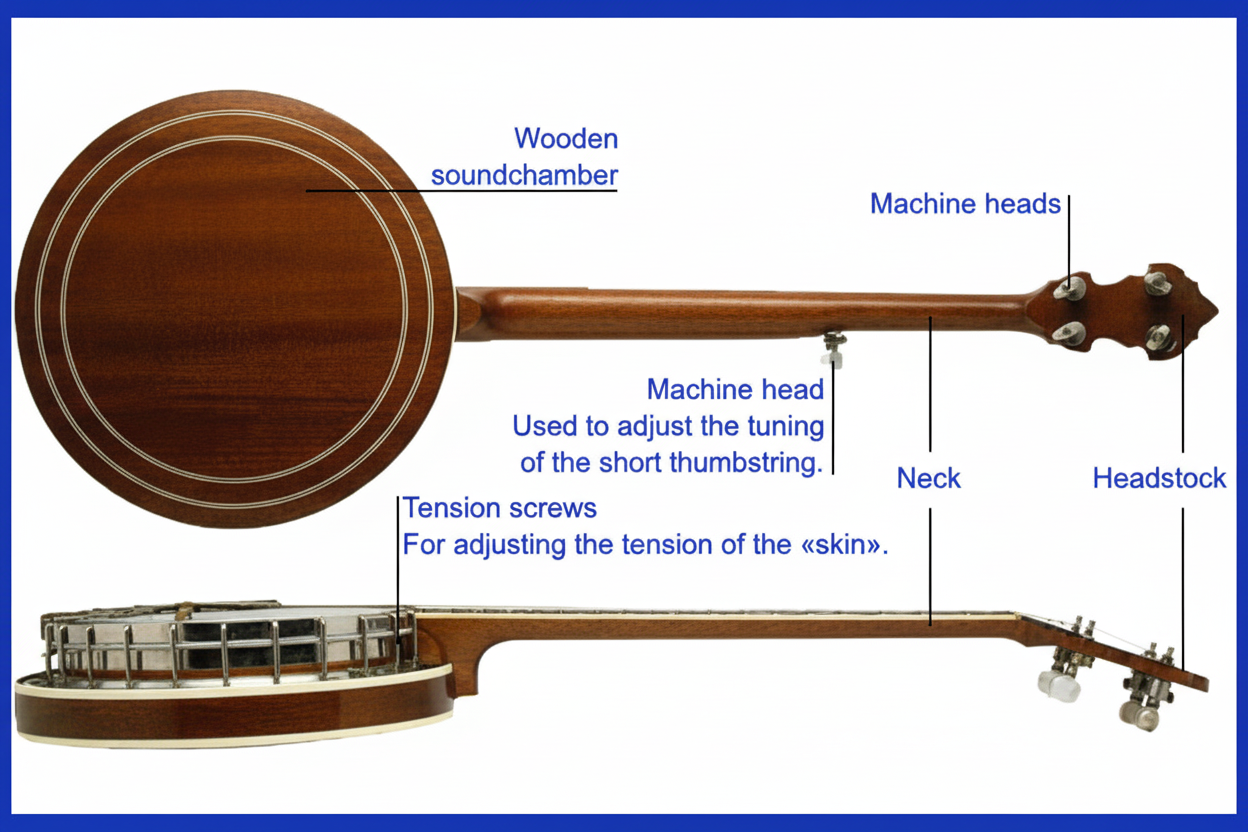 Wooden
soundchamber
Machine heads
Machine head
Used to adjust the tuning
of the short thumbstring.
Neck
Headstock
Tension screws
For adjusting the tension of the «skin».